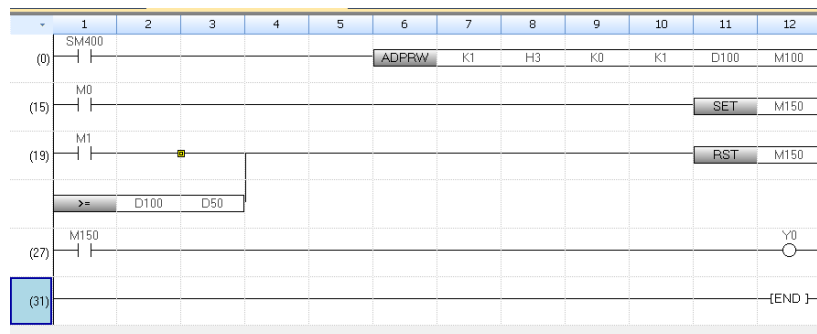 1 2 3 4 5 6 7 8 9 10 11 12
SM400
(0) ADPRW K1 H3 K0 K1 D100 M100
M0
(15) SET M150
M1
(19) RST M150
>= D100 D50
M150 Y0
(27)
(31) [END ]